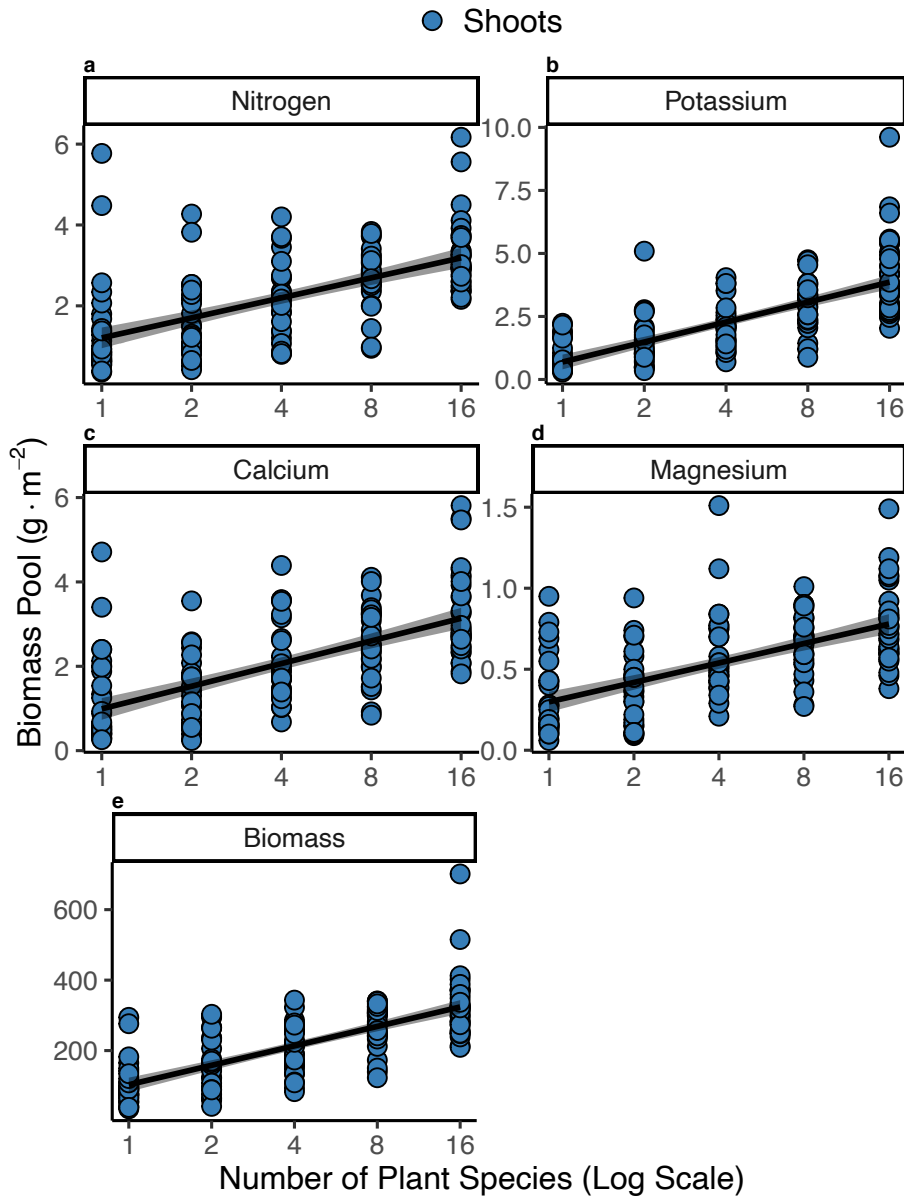 Shoots
a
Nitrogen
6
4
2
1 2 4 8 16
b
Potassium
10.0
7.5
5.0
2.5
0.0
1 2 4 8 16
Biomass Pool (g · m⁻²)
c
Calcium
6
4
2
0
1 2 4 8 16
d
Magnesium
1.5
1.0
0.5
0.0
1 2 4 8 16
e
Biomass
600
400
200
1 2 4 8 16
Number of Plant Species (Log Scale)